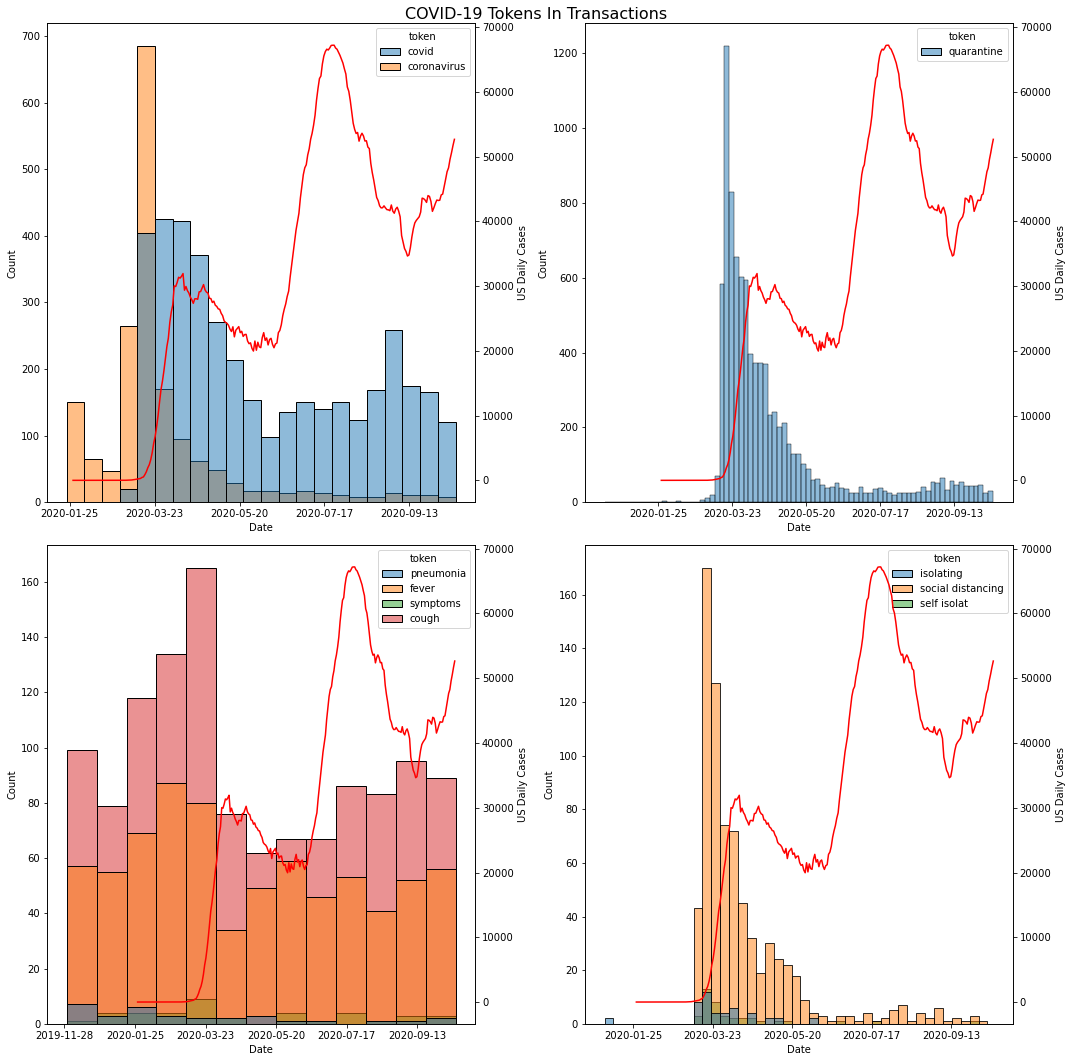 COVID-19 Tokens In Transactions
token
covid
coronavirus
700
600
500
400
300
200
100
0
Count
70000
60000
50000
40000
30000
20000
10000
0
US Daily Cases
2020-01-25 2020-03-23 2020-05-20 2020-07-17 2020-09-13
Date
token
quarantine
1200
1000
800
600
400
200
0
Count
70000
60000
50000
40000
30000
20000
10000
0
US Daily Cases
2020-01-25 2020-03-23 2020-05-20 2020-07-17 2020-09-13
Date
token
pneumonia
fever
symptoms
cough
160
140
120
100
80
60
40
20
0
Count
70000
60000
50000
40000
30000
20000
10000
0
US Daily Cases
2019-11-28 2020-01-25 2020-03-23 2020-05-20 2020-07-17 2020-09-13
Date
token
isolating
social distancing
self isolat
160
140
120
100
80
60
40
20
0
Count
70000
60000
50000
40000
30000
20000
10000
0
US Daily Cases
2020-01-25 2020-03-23 2020-05-20 2020-07-17 2020-09-13
Date